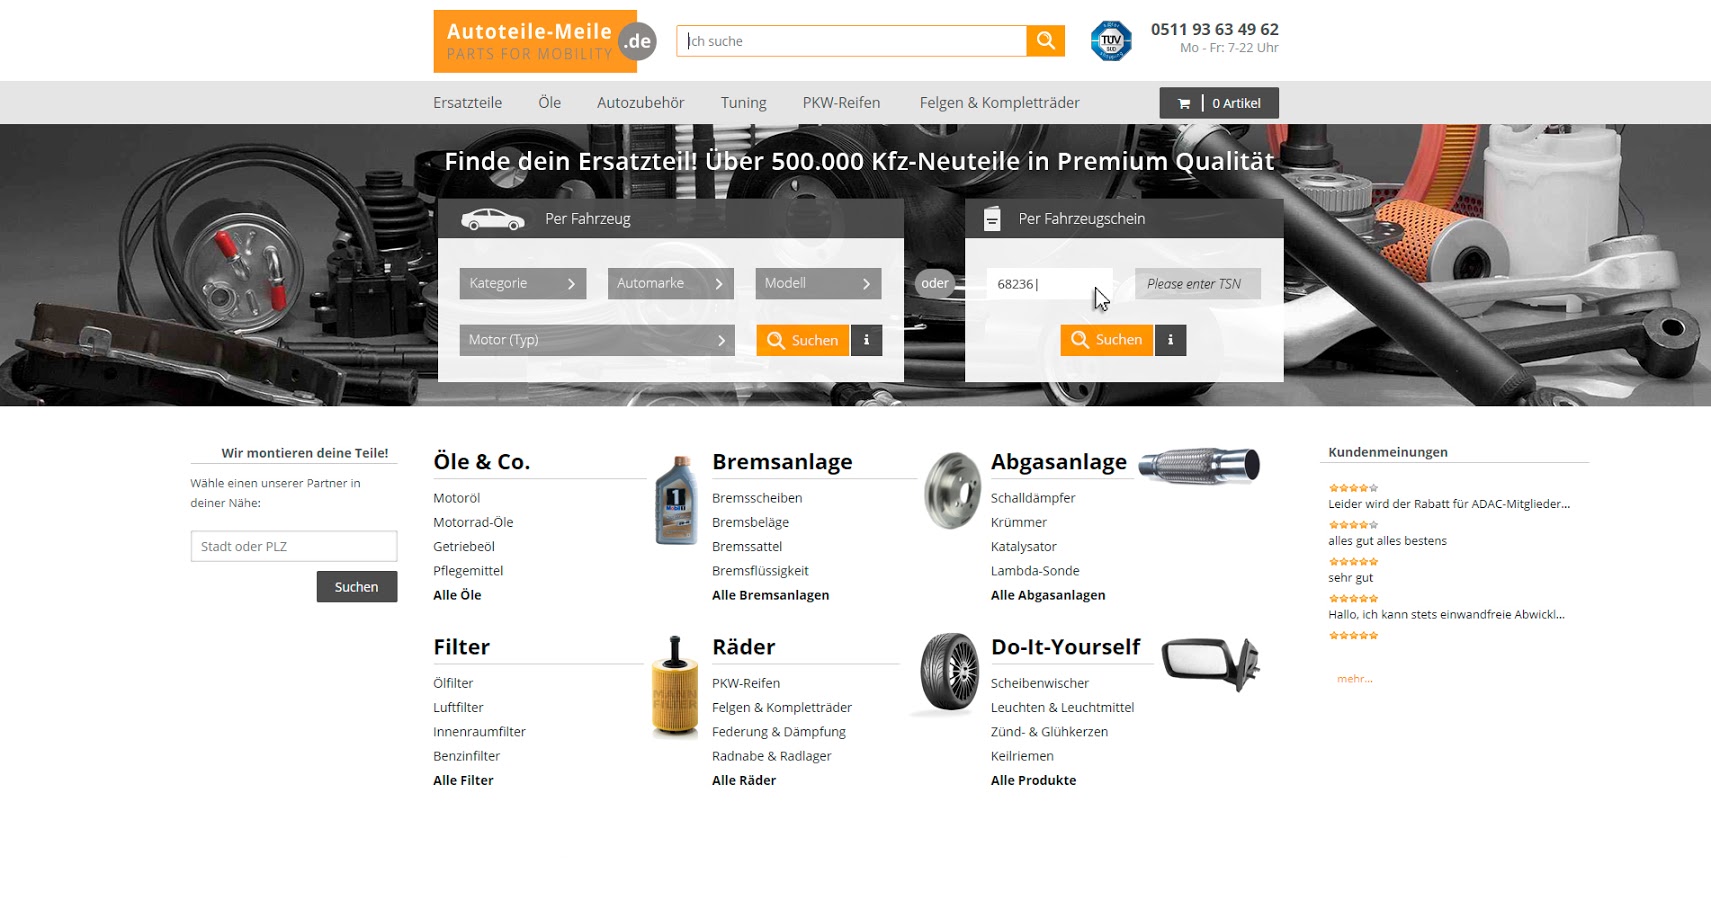 Autoteile-Meile
.de
PARTS FOR MOBILITY
Ich suche
TÜV
SÜD
0511 93 63 49 62
Mo - Fr: 7-22 Uhr
Ersatzteile
Öle
Autozubehör
Tuning
PKW-Reifen
Felgen & Kompletträder
0 Artikel
Finde dein Ersatzteil! Über 500.000 Kfz-Neuteile in Premium Qualität
Per Fahrzeug
Kategorie
Automarke
Modell
Motor (Typ)
Suchen
i
oder
Per Fahrzeugschein
68236
Please enter TSN
Suchen
i
Wir montieren deine Teile!
Wähle einen unserer Partner in
deiner Nähe:
Stadt oder PLZ
Suchen
Öle & Co.
Motoröl
Motorrad-Öle
Getriebeöl
Pflegemittel
Alle Öle
1
Bremsanlage
Bremsscheiben
Bremsbeläge
Bremssattel
Bremsflüssigkeit
Alle Bremsanlagen
Abgasanlage
Schalldämpfer
Krümmer
Katalysator
Lambda-Sonde
Alle Abgasanlagen
Filter
Ölfilter
Luftfilter
Innenraumfilter
Benzinfilter
Alle Filter
MANN
FILTER
Räder
PKW-Reifen
Felgen & Kompletträder
Federung & Dämpfung
Radnabe & Radlager
Alle Räder
Do-It-Yourself
Scheibenwischer
Leuchten & Leuchtmittel
Zünd- & Glühkerzen
Keilriemen
Alle Produkte
Kundenmeinungen
Leider wird der Rabatt für ADAC-Mitglieder...
alles gut alles bestens
sehr gut
Hallo, ich kann stets einwandfreie Abwickl...
mehr...